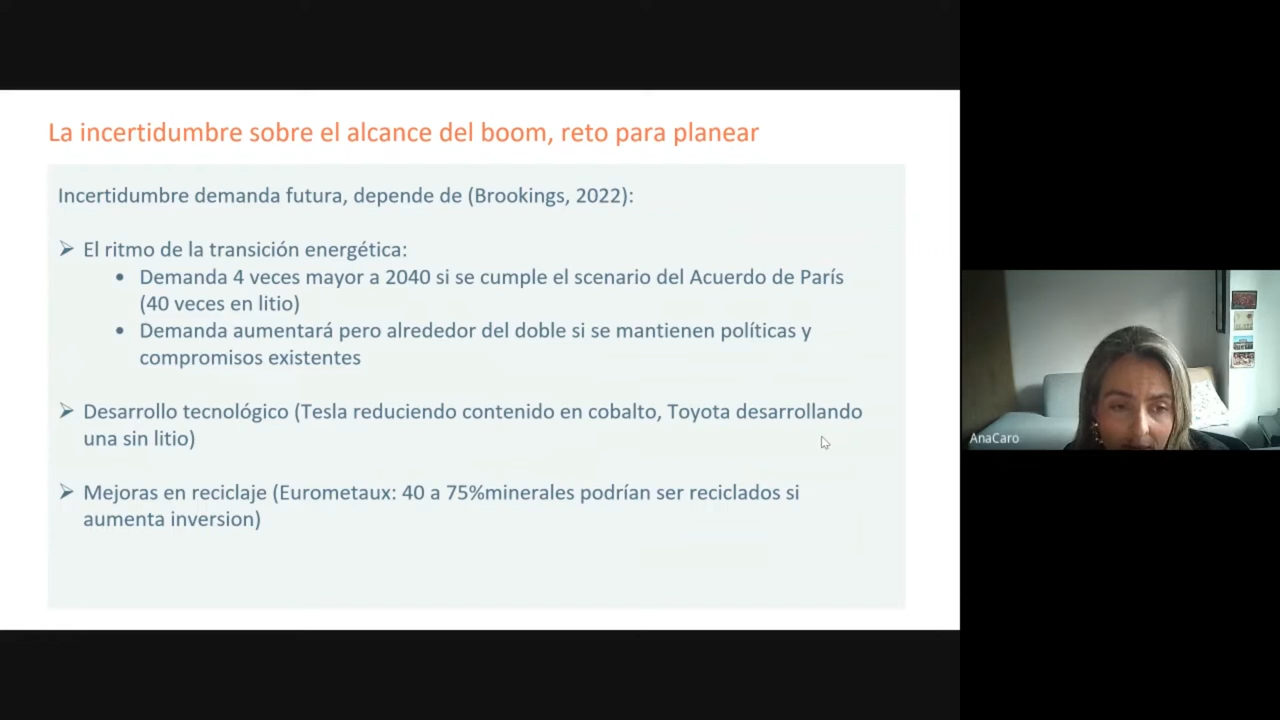 La incertidumbre sobre el alcance del boom, reto para planear
Incertidumbre demanda futura, depende de (Brookings, 2022):
➢ El ritmo de la transición energética:
• Demanda 4 veces mayor a 2040 si se cumple el scenario del Acuerdo de París
(40 veces en litio)
• Demanda aumentará pero alrededor del doble si se mantienen políticas y
compromisos existentes
➢ Desarrollo tecnológico (Tesla reduciendo contenido en cobalto, Toyota desarrollando
una sin litio)
➢ Mejoras en reciclaje (Eurometaux: 40 a 75%minerales podrían ser reciclados si
aumenta inversion)
AnaCaro